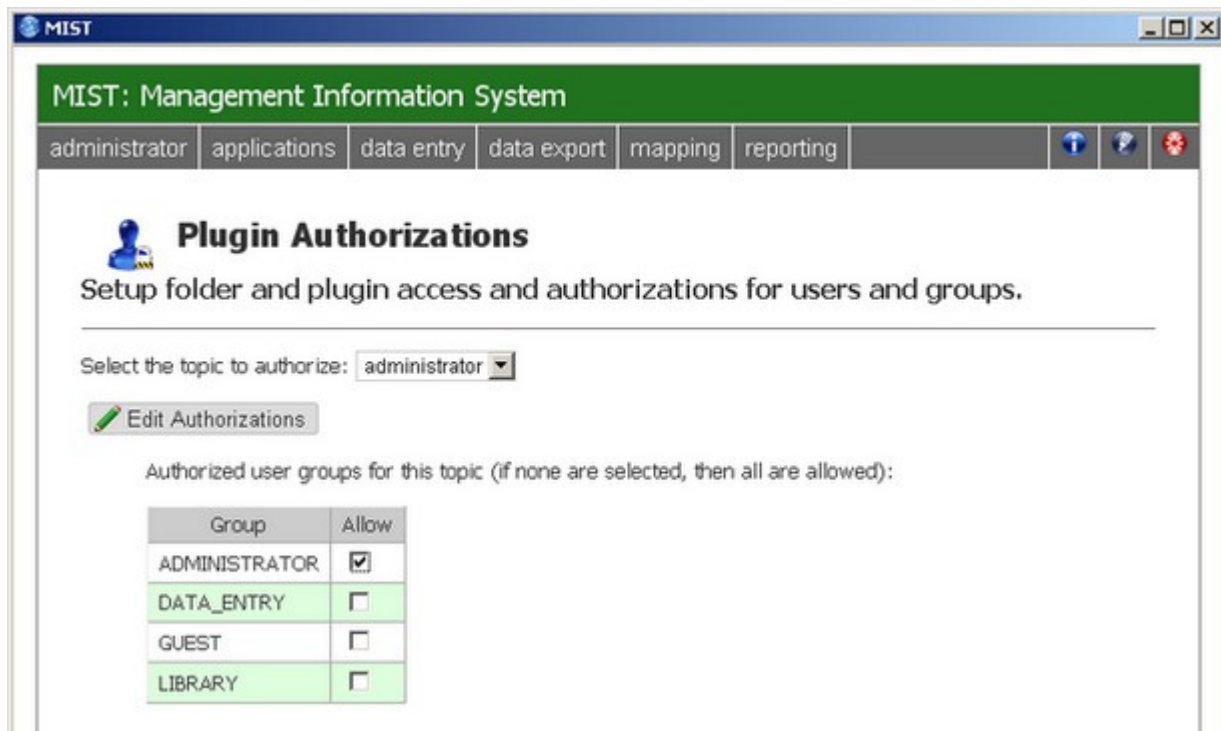 MIST
MIST: Management Information System
administrator applications data entry data export mapping reporting
Plugin Authorizations
Setup folder and plugin access and authorizations for users and groups.
Select the topic to authorize: administrator
Edit Authorizations
Authorized user groups for this topic (if none are selected, then all are allowed):
Group Allow
ADMINISTRATOR
DATA_ENTRY
GUEST
LIBRARY